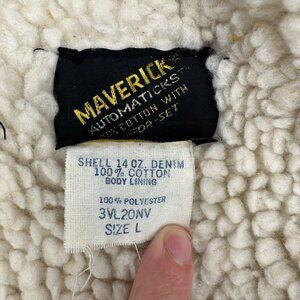 MAVERICK
AUTOMATICKS
COTTON WITH
SHELL 14 OZ. DENIM
100% COTTON
BODY LINING
100% POLYESTER
3VL20NV
SIZE L